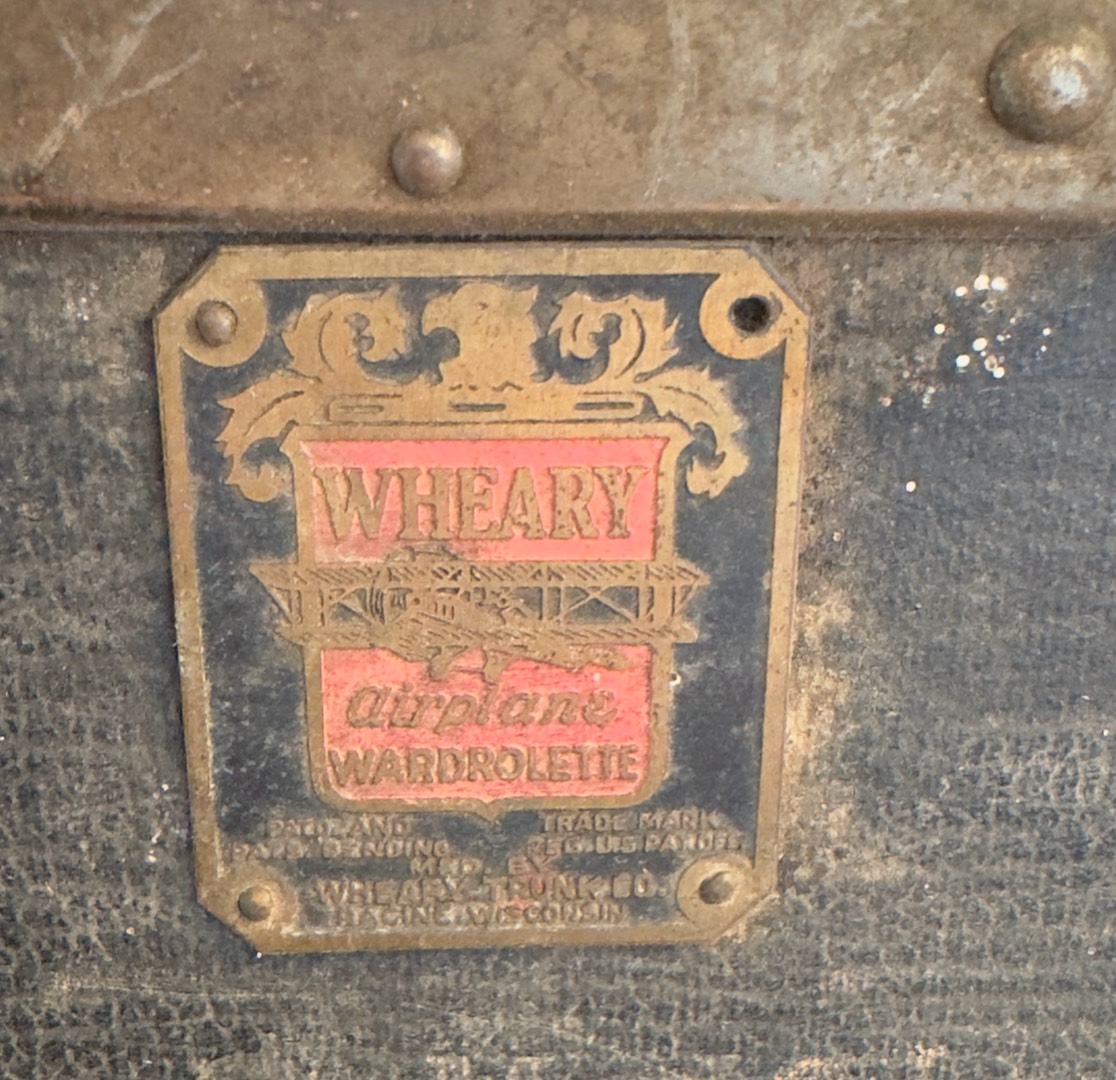 WHEARY
Airplane
WARDROLETTE
PAT'D. AND
PATS. PENDING
TRADE MARK
REG. U.S. PAT. OFF.
MFD. BY
WHEARY TRUNK CO.
RACINE, WISCONSIN